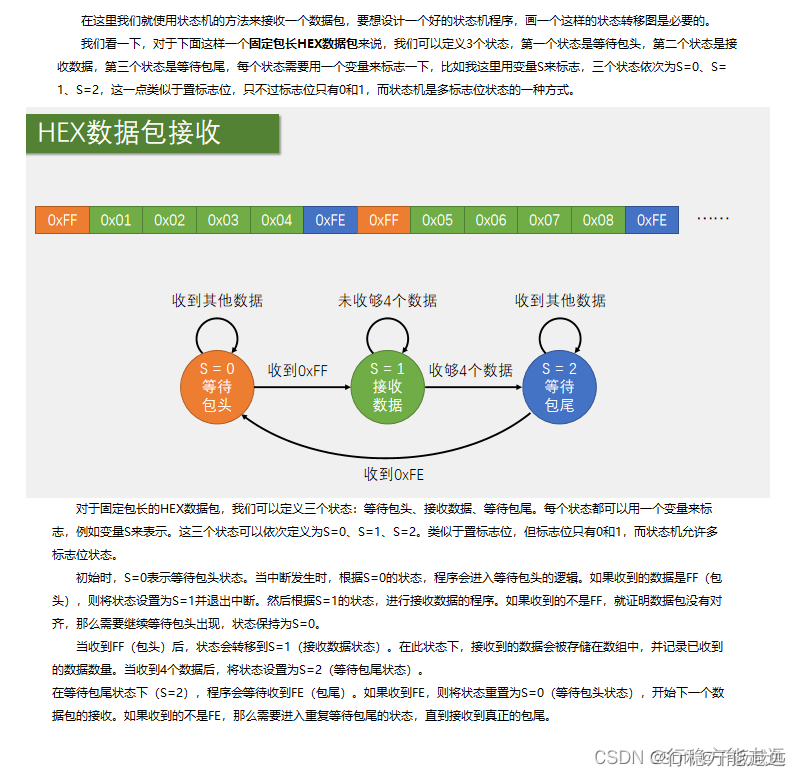 在这里我们就使用状态机的方法来接收一个数据包，要想设计一个好的状态机程序，画一个这样的状态转移图是必要的。
我们看一下，对于下面这样一个固定包长HEX数据包来说，我们可以定义3个状态，第一个状态是等待包头，第二个状态是接
收数据，第三个状态是等待包尾，每个状态需要用一个变量来标志一下，比如我这里用变量S来标志，三个状态依次为S=0、S=
1、S=2，这一点类似于置标志位，只不过标志位只有0和1，而状态机是多标志位状态的一种方式。
HEX数据包接收
0xFF 0x01 0x02 0x03 0x04 0xFE 0xFF 0x05 0x06 0x07 0x08 0xFE ……
收到其他数据 未收够4个数据 收到其他数据
S = 0
等待
包头
收到0xFF
S = 1
接收
数据
收够4个数据
S = 2
等待
包尾
收到0xFE
对于固定包长的HEX数据包，我们可以定义三个状态：等待包头、接收数据、等待包尾。每个状态都可以用一个变量来标
志，例如变量S来表示。这三个状态可以依次定义为S=0、S=1、S=2。类似于置标志位，但标志位只有0和1，而状态机允许多
标志位状态。
初始时，S=0表示等待包头状态。当中断发生时，根据S=0的状态，程序会进入等待包头的逻辑。如果收到的数据是FF（包
头），则将状态设置为S=1并退出中断。然后根据S=1的状态，进行接收数据的程序。如果收到的不是FF，就证明数据包没有对
齐，那么需要继续等待包头出现，状态保持为S=0。
当收到FF（包头）后，状态会转移到S=1（接收数据状态）。在此状态下，接收到的数据会被存储在数组中，并记录已收到
的数据数量。当收到4个数据后，将状态设置为S=2（等待包尾状态）。
在等待包尾状态下（S=2），程序会等待收到FE（包尾）。如果收到FE，则将状态重置为S=0（等待包头状态），开始下一个数
据包的接收。如果收到的不是FE，那么需要进入重复等待包尾的状态，直到接收到真正的包尾。
CSDN @行稳方能走远